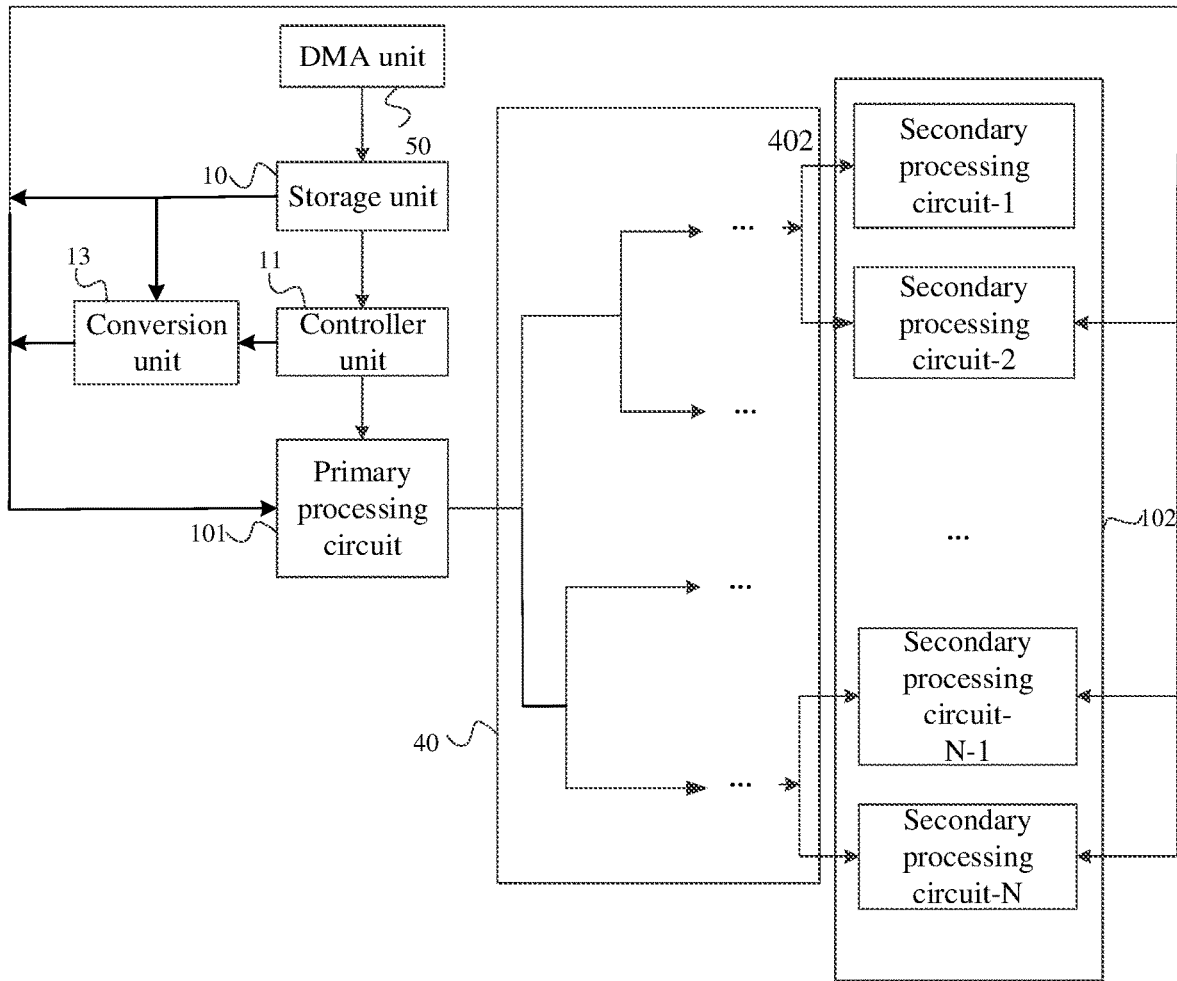 DMA unit
50
10
Storage unit
402
Secondary
processing
circuit-1
...
13
11
Conversion
unit
Controller
unit
Secondary
processing
circuit-2
...
Primary
processing
circuit
101
...
102
...
Secondary
processing
circuit-
N-1
40
...
Secondary
processing
circuit-N